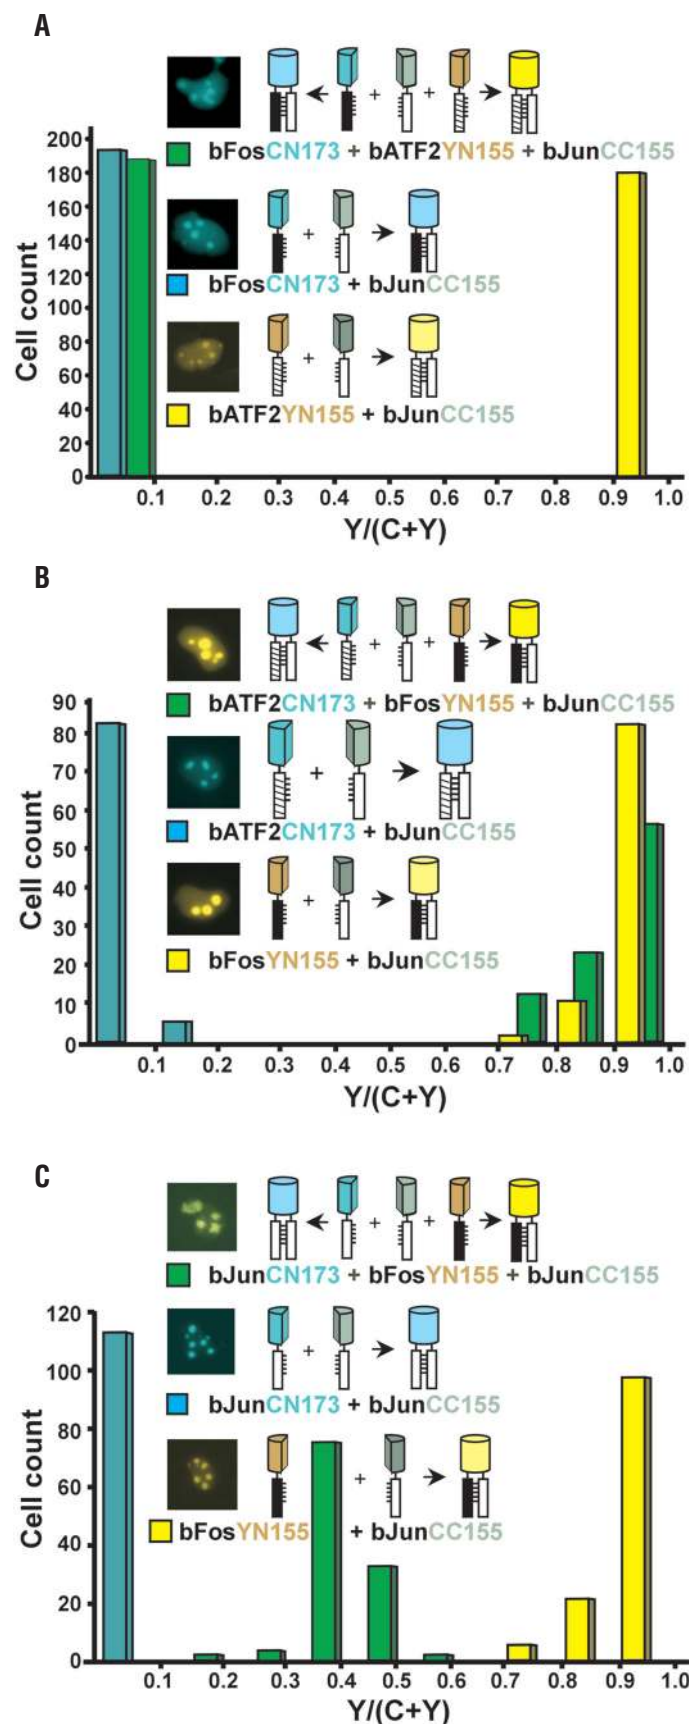 A
bFosCN173 + bATF2YN155 + bJunCC155
bFosCN173 + bJunCC155
bATF2YN155 + bJunCC155
Cell count
200
180
160
140
120
100
80
60
40
20
0
0.1 0.2 0.3 0.4 0.5 0.6 0.7 0.8 0.9 1.0
Y/(C+Y)
B
bATF2CN173 + bFosYN155 + bJunCC155
bATF2CN173 + bJunCC155
bFosYN155 + bJunCC155
Cell count
90
80
70
60
50
40
30
20
10
0
0.1 0.2 0.3 0.4 0.5 0.6 0.7 0.8 0.9 1.0
Y/(C+Y)
C
bJunCN173 + bFosYN155 + bJunCC155
bJunCN173 + bJunCC155
bFosYN155 + bJunCC155
Cell count
120
100
80
60
40
20
0
0.1 0.2 0.3 0.4 0.5 0.6 0.7 0.8 0.9 1.0
Y/(C+Y)